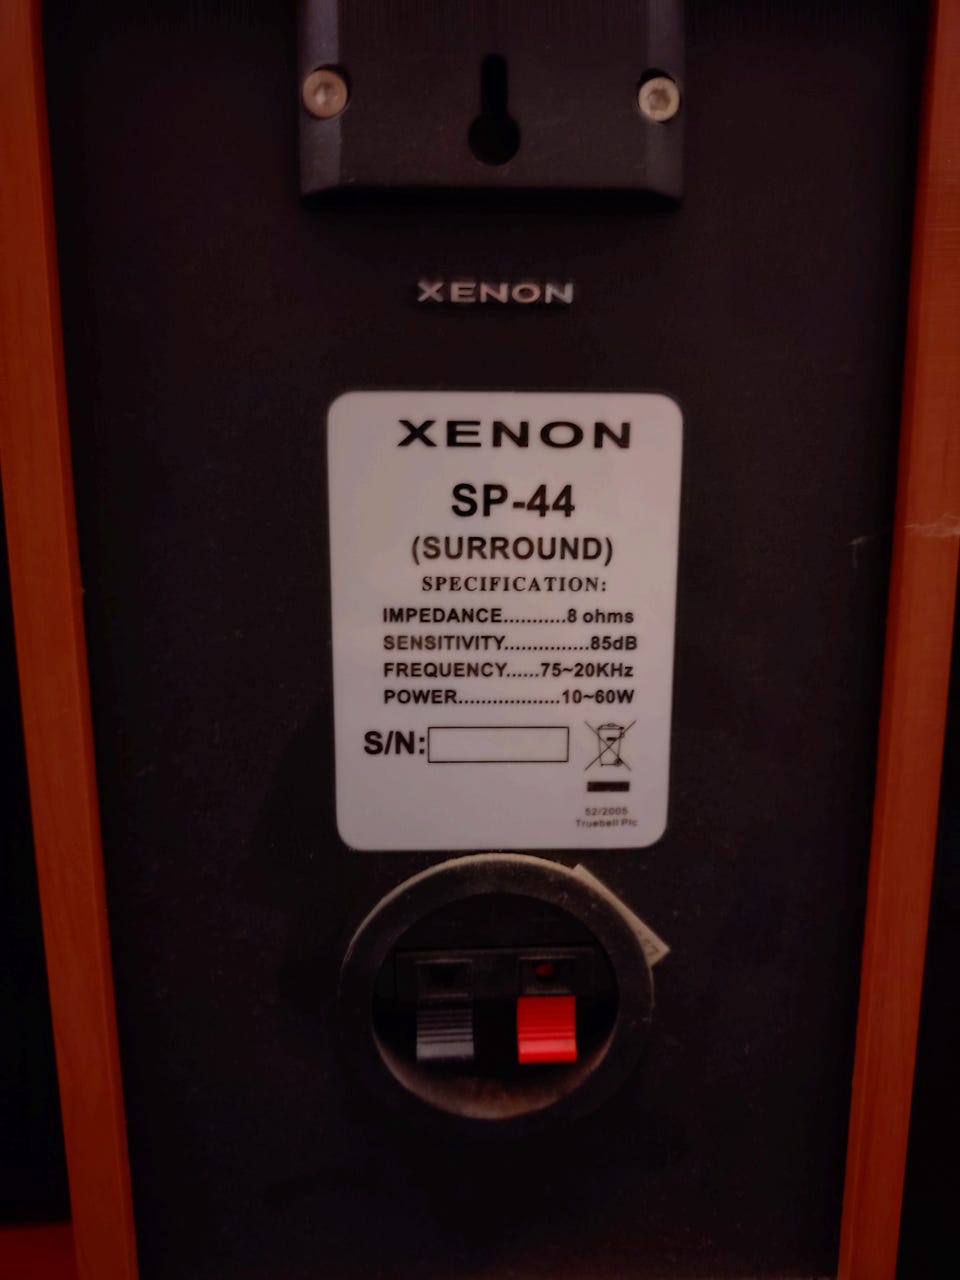 XENON
XENON
SP-44
(SURROUND)
SPECIFICATION:
IMPEDANCE...........8 ohms
SENSITIVITY...............85dB
FREQUENCY......75~20KHz
POWER..................10~60W
S/N:
52/2005
Truebell Plc